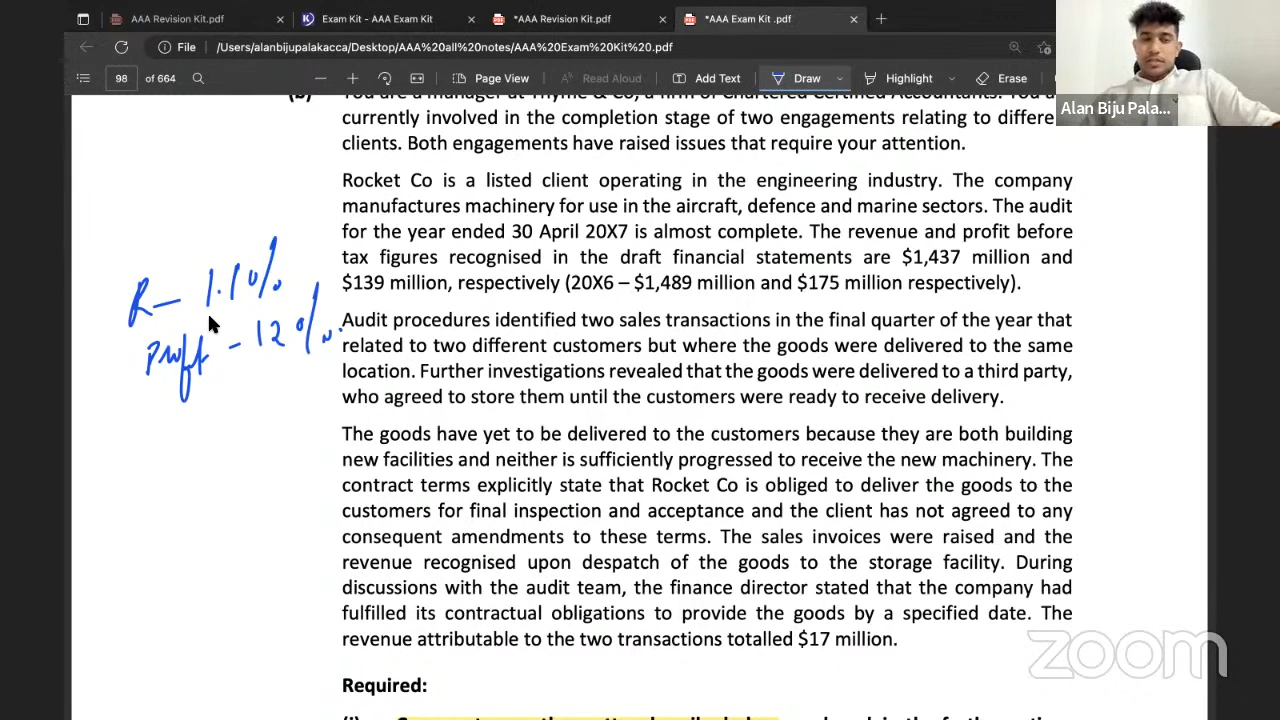 AAA Revision Kit.pdf
Exam Kit - AAA Exam Kit
*AAA Revision Kit.pdf
*AAA Exam Kit .pdf
File
/Users/alanbijupalakacca/Desktop/AAA%20all%20notes/AAA%20Exam%20Kit%20.pdf
98 of 664
Page View
Read Aloud
Add Text
Draw
Highlight
Erase
Alan Biju Pala...
(b) You are a manager at Thyme & Co, a firm of Chartered Certified Accountants. You
currently involved in the completion stage of two engagements relating to differe
clients. Both engagements have raised issues that require your attention.
Rocket Co is a listed client operating in the engineering industry. The company
manufactures machinery for use in the aircraft, defence and marine sectors. The audit
for the year ended 30 April 20X7 is almost complete. The revenue and profit before
tax figures recognised in the draft financial statements are $1,437 million and
$139 million, respectively (20X6 – $1,489 million and $175 million respectively).
R— 1.10%
Profit - 12%.
Audit procedures identified two sales transactions in the final quarter of the year that
related to two different customers but where the goods were delivered to the same
location. Further investigations revealed that the goods were delivered to a third party,
who agreed to store them until the customers were ready to receive delivery.
The goods have yet to be delivered to the customers because they are both building
new facilities and neither is sufficiently progressed to receive the new machinery. The
contract terms explicitly state that Rocket Co is obliged to deliver the goods to the
customers for final inspection and acceptance and the client has not agreed to any
consequent amendments to these terms. The sales invoices were raised and the
revenue recognised upon despatch of the goods to the storage facility. During
discussions with the audit team, the finance director stated that the company had
fulfilled its contractual obligations to provide the goods by a specified date. The
revenue attributable to the two transactions totalled $17 million.
zoom
Required: